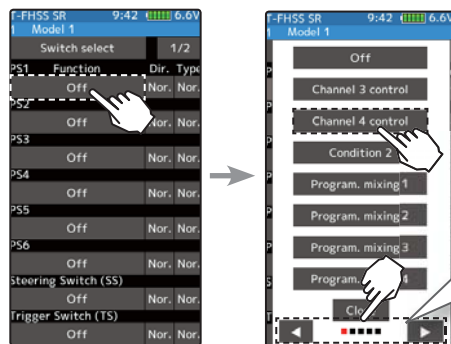 T-FHSS SR 9:42 6.6V
1 Model 1
Switch select 1/2
PS1 Function Dir. Type
Off Nor. Nor.
PS2
Off Nor. Nor.
PS3
Off Nor. Nor.
PS4
Off Nor. Nor.
PS5
Off Nor. Nor.
PS6
Off Nor. Nor.
Steering Switch (SS)
Off Nor. Nor.
Trigger Switch (TS)
Off Nor. Nor.
T-FHSS SR 9:42 6.6V
1 Model 1
Off
Channel 3 control
Channel 4 control
Condition 2
Program. mixing 1
Program. mixing 2
Program. mixing 3
Program. 4